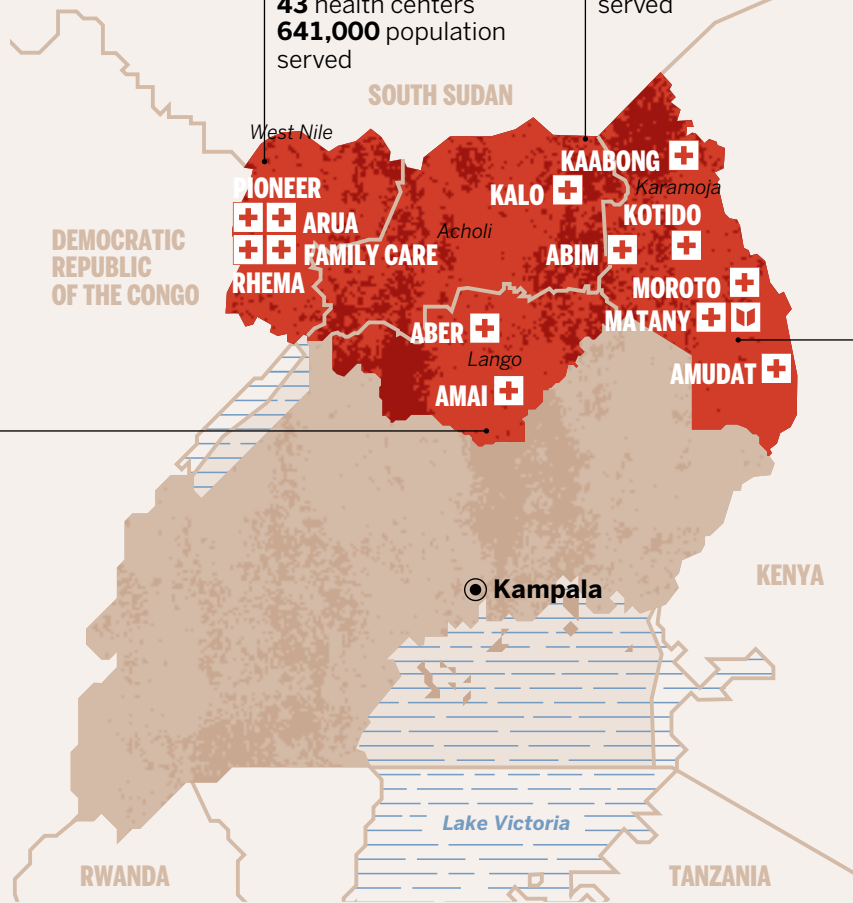 43 health centers
641,000 population
served
served
SOUTH SUDAN
West Nile
KAABONG
Karamoja
PIONEER
KALO
KOTIDO
ARUA
Acholi
DEMOCRATIC
REPUBLIC
OF THE CONGO
FAMILY CARE
ABIM
RHEMA
MOROTO
MATANY
ABER
Lango
AMUDAT
AMAI
KENYA
Kampala
Lake Victoria
RWANDA
TANZANIA